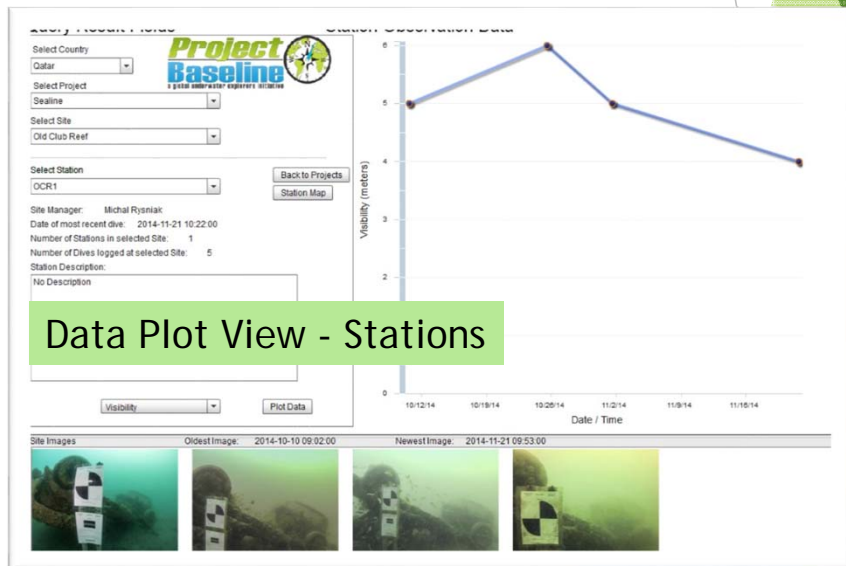 Station Observation Data
Select Country
Qatar
Project
Baseline
a global underwater explorers initiative
Select Project
Sealine
Select Site
Old Club Reef
Select Station
OCR1
Back to Projects
Station Map
Site Manager: Michal Rysniak
Date of most recent dive: 2014-11-21 10:22:00
Number of Stations in selected Site: 1
Number of Dives logged at selected Site: 5
Station Description:
No Description
Data Plot View - Stations
Visibility
Plot Data
Visibility (meters)
6
5
4
3
2
0
10/12/14 10/19/14 10/26/14 11/2/14 11/9/14 11/16/14
Date / Time
Site Images Oldest Image: 2014-10-10 09:02:00 Newest Image: 2014-11-21 09:53:00